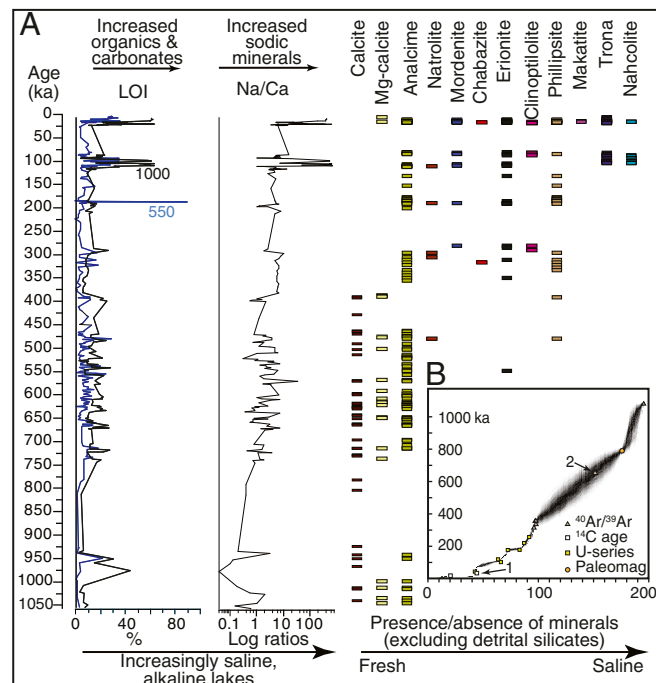 A
Increased
organics &
carbonates
Increased
sodic
minerals
Age
(ka)
LOI
Na/Ca
Calcite
Mg-calcite
Analcime
Natrolite
Mordenite
Chabazite
Erionite
Clinoptilolite
Phillipsite
Makatite
Trona
Nahcolite
0
50
100
150
200
250
300
350
400
450
500
550
600
650
700
750
800
850
900
950
1000
1050
1000
550
0
40
80
%
0.1
1
10
100
Log ratios
Increasingly saline,
alkaline lakes
B
1000 ka
800
600
400
200
0
0
100
200
1
2
40Ar/39Ar
14C age
U-series
Paleomag
Presence/absence of minerals
(excluding detrital silicates)
Fresh
Saline